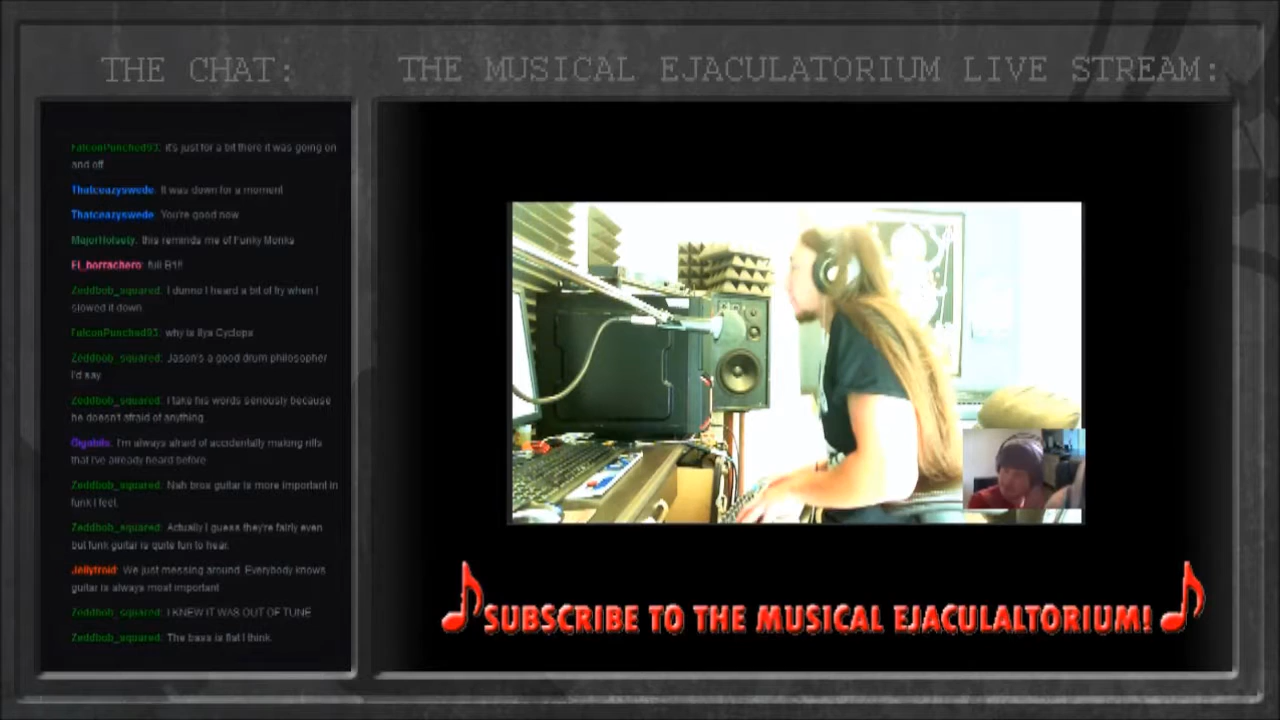 THE CHAT:
THE MUSICAL EJACULATORIUM LIVE STREAM:
FalconPunched93: it's just for a bit there it was going on
and off
Thatceazyswede: It was down for a moment
Thatceazyswede: You're good now
this reminds me of Funky Monks
El_borrachero: full B1!!
Zeddbob_squared: I dunno I heard a bit of fry when I
slowed it down.
FalconPunched93: why is Ilya Cyclops
Zeddbob_squared: Jason's a good drum philosopher
I'd say
Zeddbob_squared: I take his words seriously because
he doesn't afraid of anything.
I'm always afraid of accidentally making riffs
that I've already heard before
Zeddbob_squared: Nah bros guitar is more important in
funk I feel.
Zeddbob_squared: Actually I guess they're fairly even
but funk guitar is quite fun to hear.
Jellytroid: We just messing around. Everybody knows
guitar is always most important
Zeddbob_squared: I KNEW IT WAS OUT OF TUNE
Zeddbob_squared: The bass is flat I think.
SUBSCRIBE TO THE MUSICAL EJACULALTORIUM!